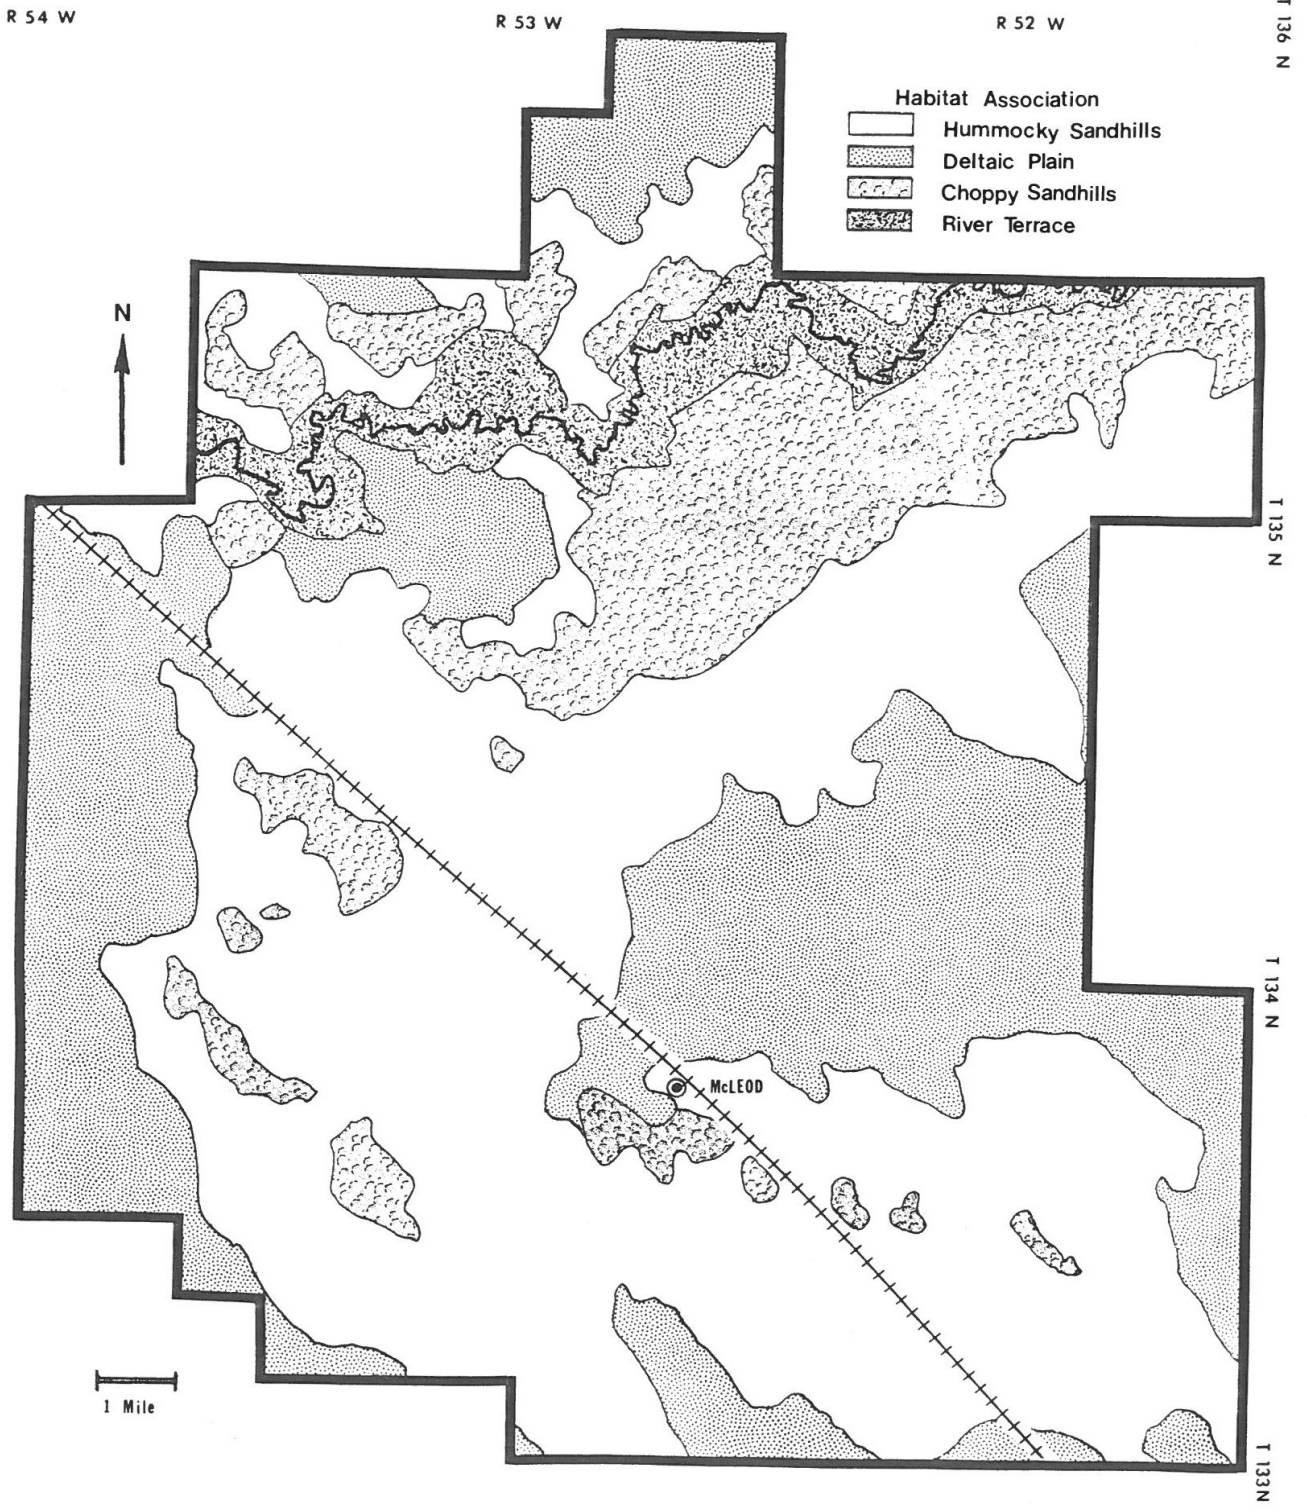 R 54 W
R 53 W
R 52 W
T 136 N
Habitat Association
Hummocky Sandhills
Deltaic Plain
Choppy Sandhills
River Terrace
N
T 135 N
T 134 N
McLEOD
1 Mile
T 133N